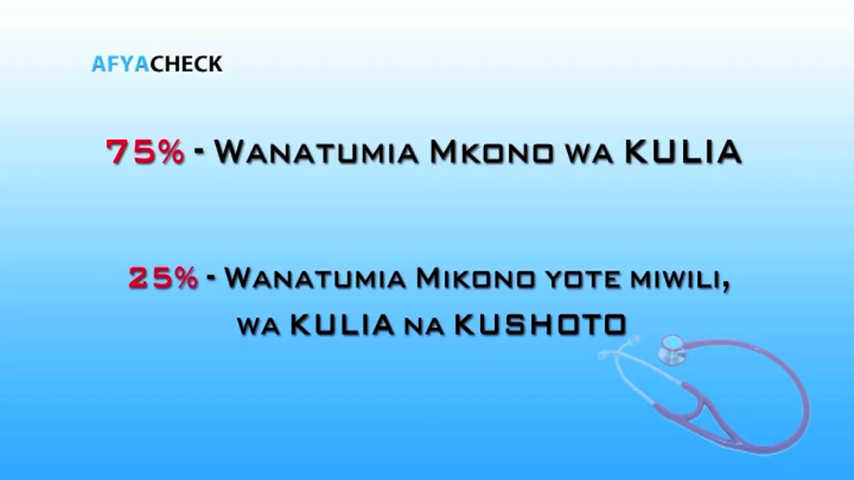 AFYACHECK
75% - Wanatumia Mkono wa KULIA
25% - Wanatumia Mikono yote miwili,
wa KULIA na KUSHOTO